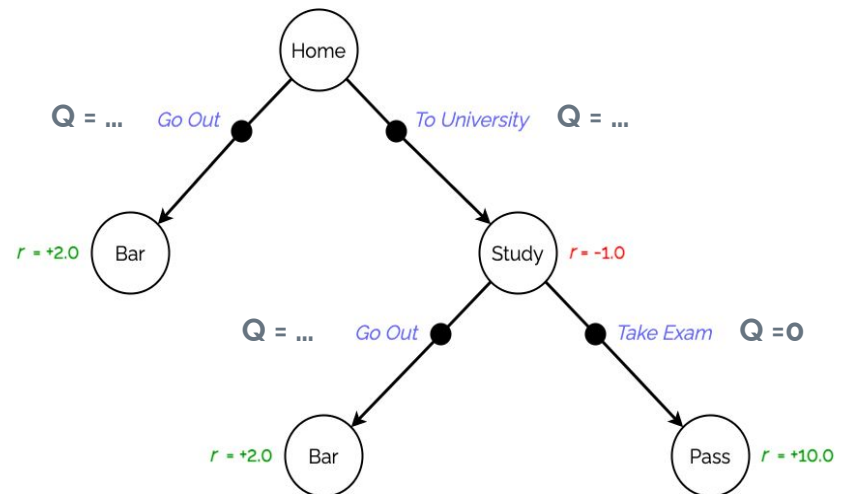 Home
Q = ...
Go Out
To University
Q = ...
r = +2.0
Bar
Study
r = -1.0
Q = ...
Go Out
Take Exam
Q =0
r = +2.0
Bar
Pass
r = +10.0